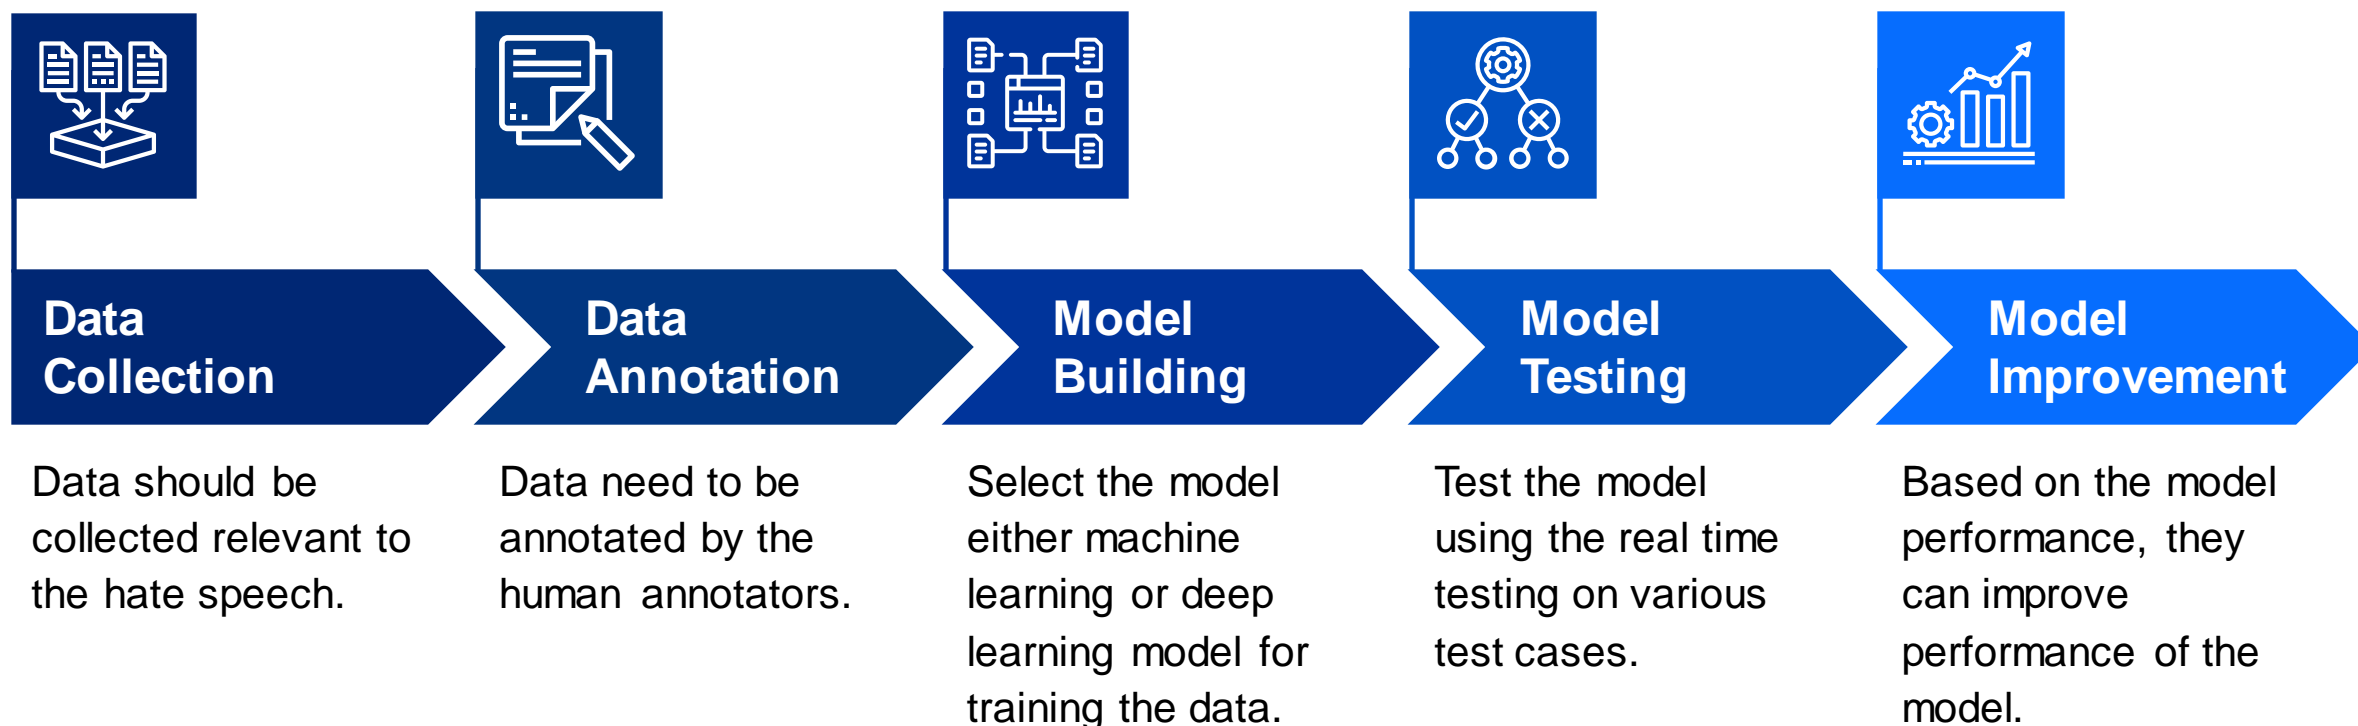 Data
Collection
Data should be
collected relevant to
the hate speech.
Data
Annotation
Data need to be
annotated by the
human annotators.
Model
Building
Select the model
either machine
learning or deep
learning model for
training the data.
Model
Testing
Test the model
using the real time
testing on various
test cases.
Model
Improvement
Based on the model
performance, they
can improve
performance of the
model.